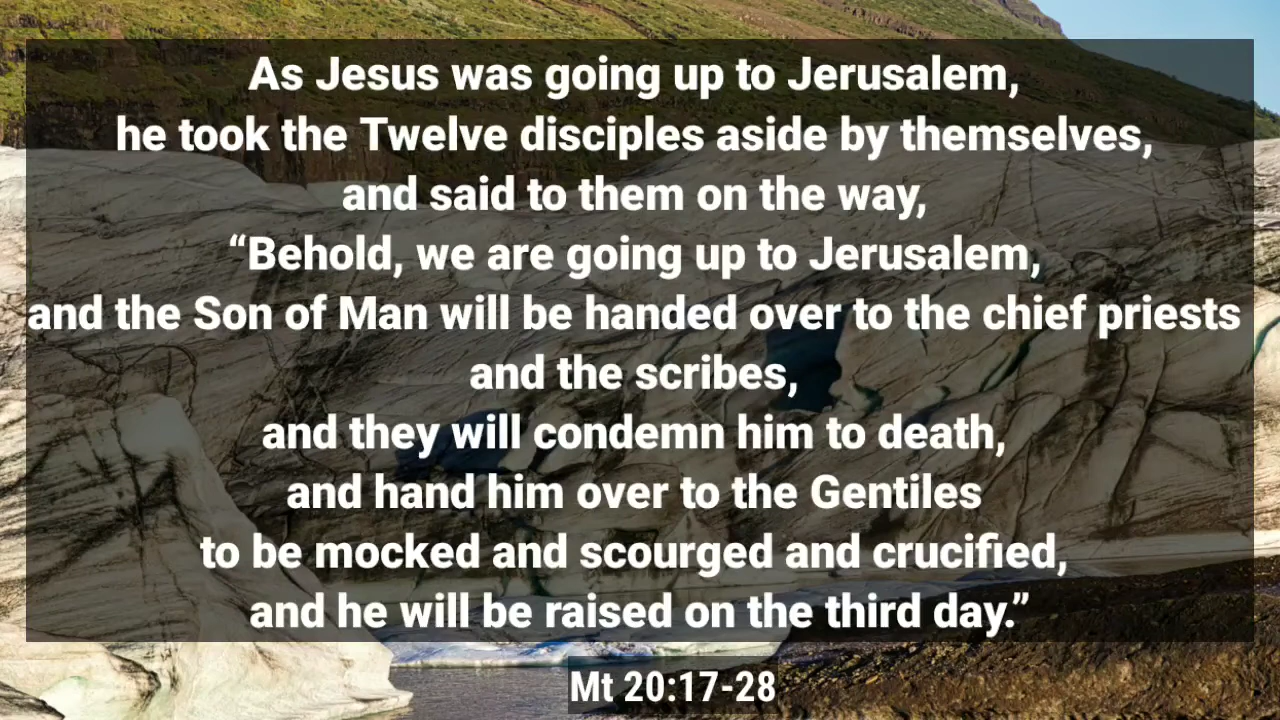 As Jesus was going up to Jerusalem,
he took the Twelve disciples aside by themselves,
and said to them on the way,
“Behold, we are going up to Jerusalem,
and the Son of Man will be handed over to the chief priests
and the scribes,
and they will condemn him to death,
and hand him over to the Gentiles
to be mocked and scourged and crucified,
and he will be raised on the third day.”
Mt 20:17-28